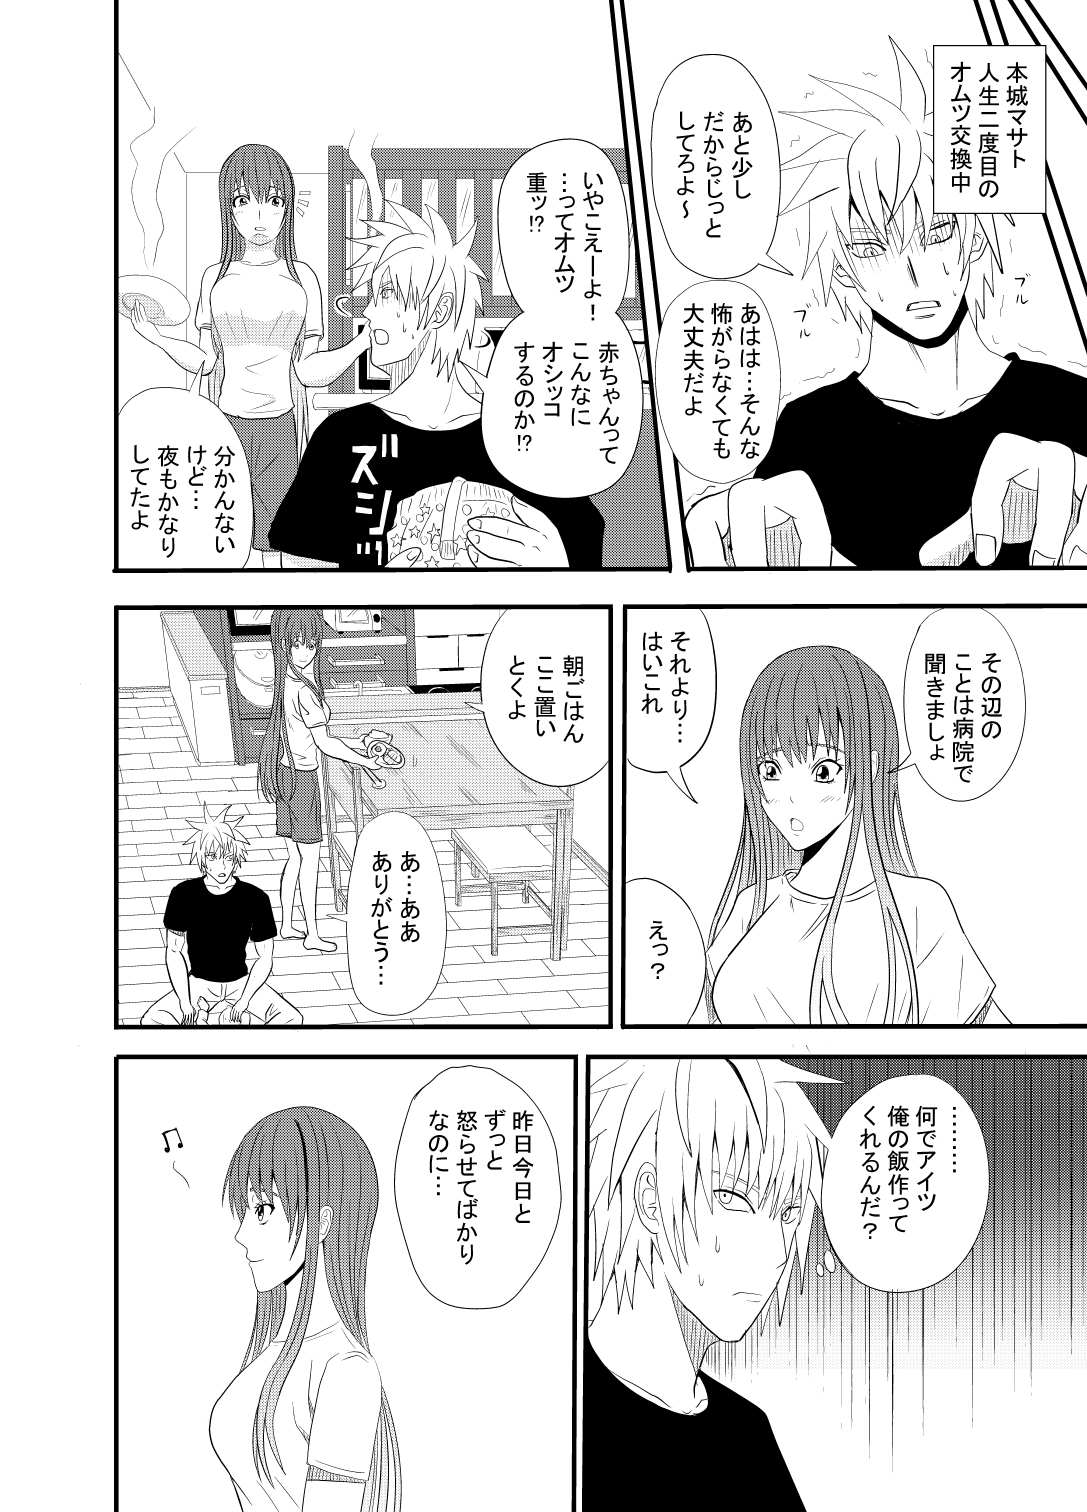 本城マサト
人生二度目の
オムツ交換中
あと少し
だからじっと
してろよ～
あはは…そんな
怖がらなくても
大丈夫だよ
ブル
ブル
いやこえーよ！
…ってオムツ
重ッ!?
赤ちゃんって
こんなに
オシッコ
するのか!?
ズシッ
分かんない
けど…
夜もかなり
してたよ
その辺の
ことは病院で
聞きましょ
それより…
はいこれ
えっ？
朝ごはん
ここ置い
とくよ
あ…ああ
ありがとう…
………
何でアイツ
俺の飯作って
くれるんだ？
昨日今日と
ずっと
怒らせてばかり
なのに…
♫